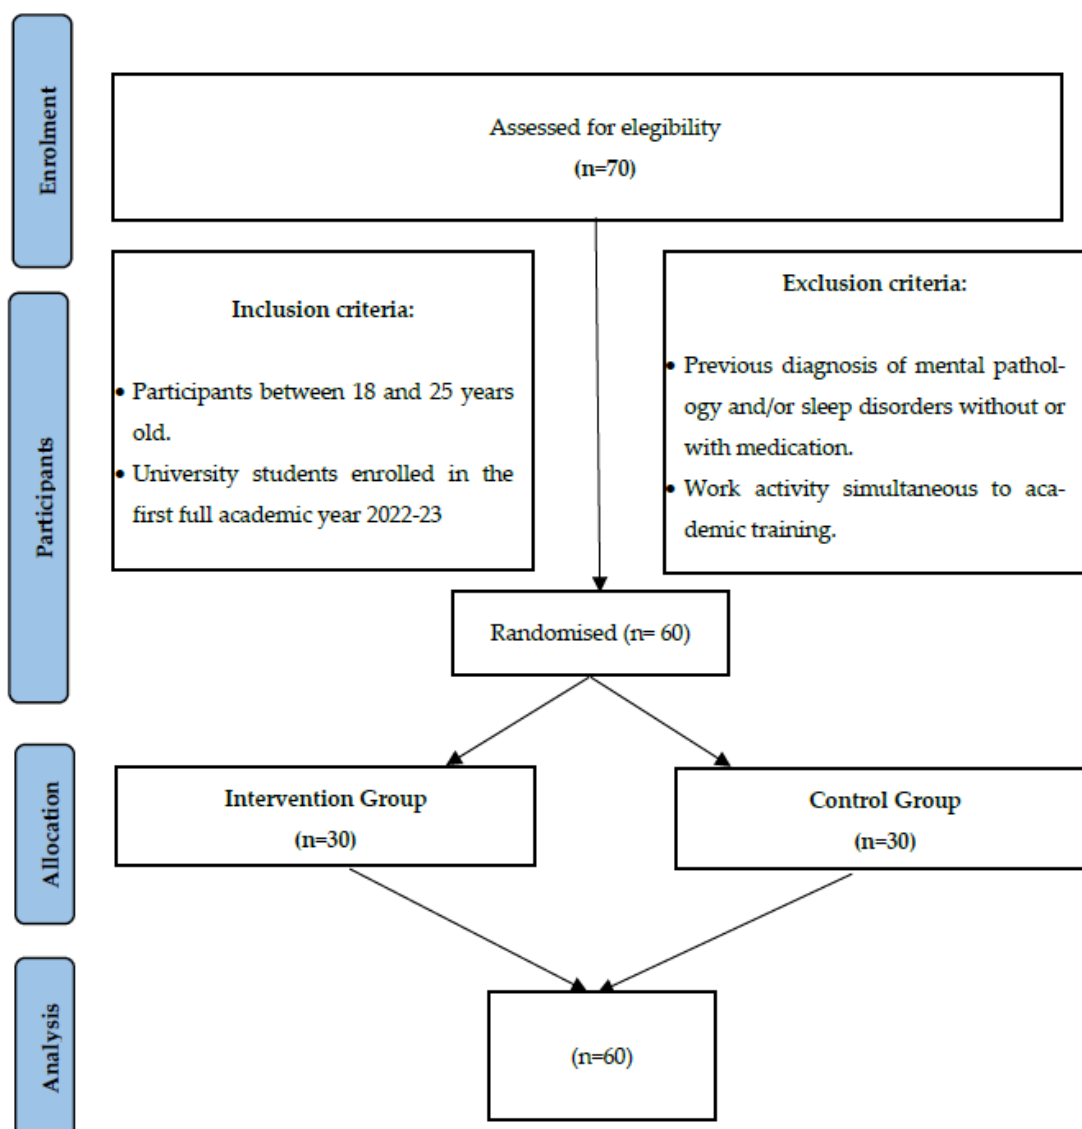 Enrolment
Assessed for elegibility
(n=70)
Participants
Inclusion criteria:
• Participants between 18 and 25 years
old.
• University students enrolled in the
first full academic year 2022-23
Exclusion criteria:
• Previous diagnosis of mental pathol-
ogy and/or sleep disorders without or
with medication.
• Work activity simultaneous to aca-
demic training.
Randomised (n= 60)
Allocation
Intervention Group
(n=30)
Control Group
(n=30)
Analysis
(n=60)